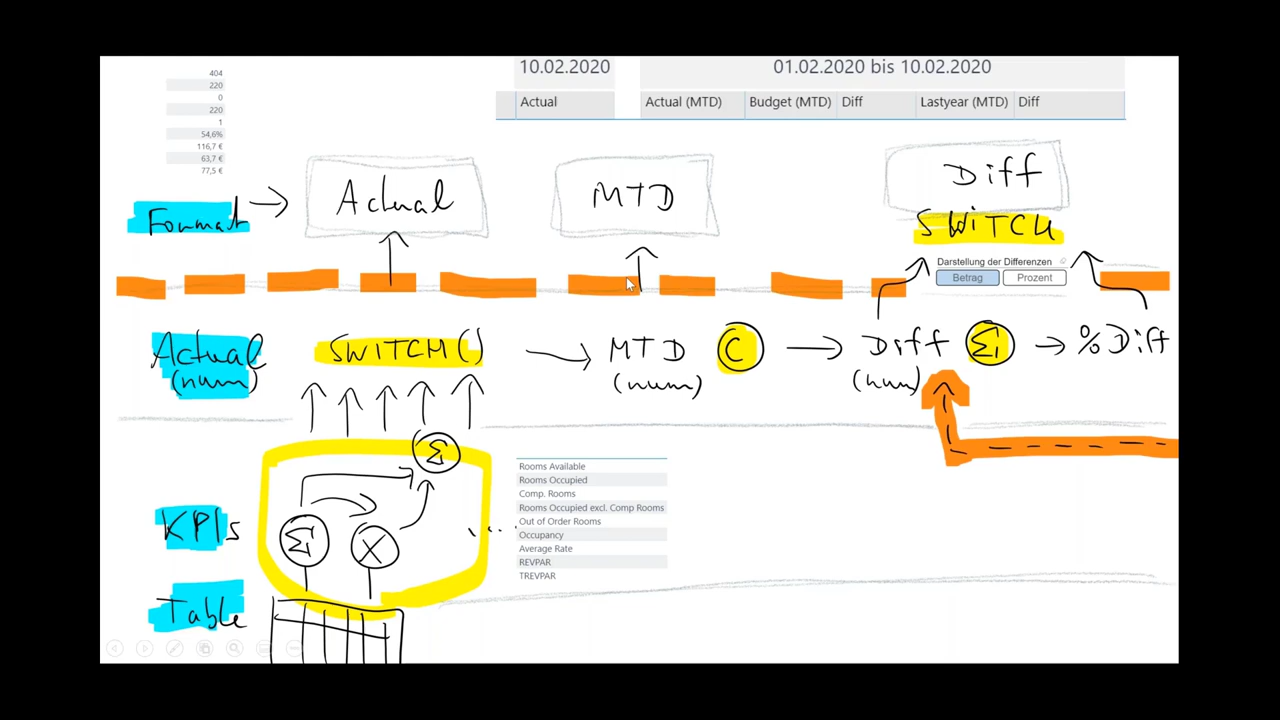 404
220
0
220
1
54,6%
116,7 €
63,7 €
77,5 €
10.02.2020
01.02.2020 bis 10.02.2020
Actual
Actual (MTD)
Budget (MTD)
Diff
Lastyear (MTD)
Diff
Format
Actual
MTD
Diff
SWITCH
Darstellung der Differenzen
Betrag
Prozent
Actual
(num)
SWITCH()
MTD
(num)
C
Diff
(num)
Σ
% Diff
KPIs
Σ
Σ
X
...
Rooms Available
Rooms Occupied
Comp. Rooms
Rooms Occupied excl. Comp Rooms
Out of Order Rooms
Occupancy
Average Rate
REVPAR
TREVPAR
Table